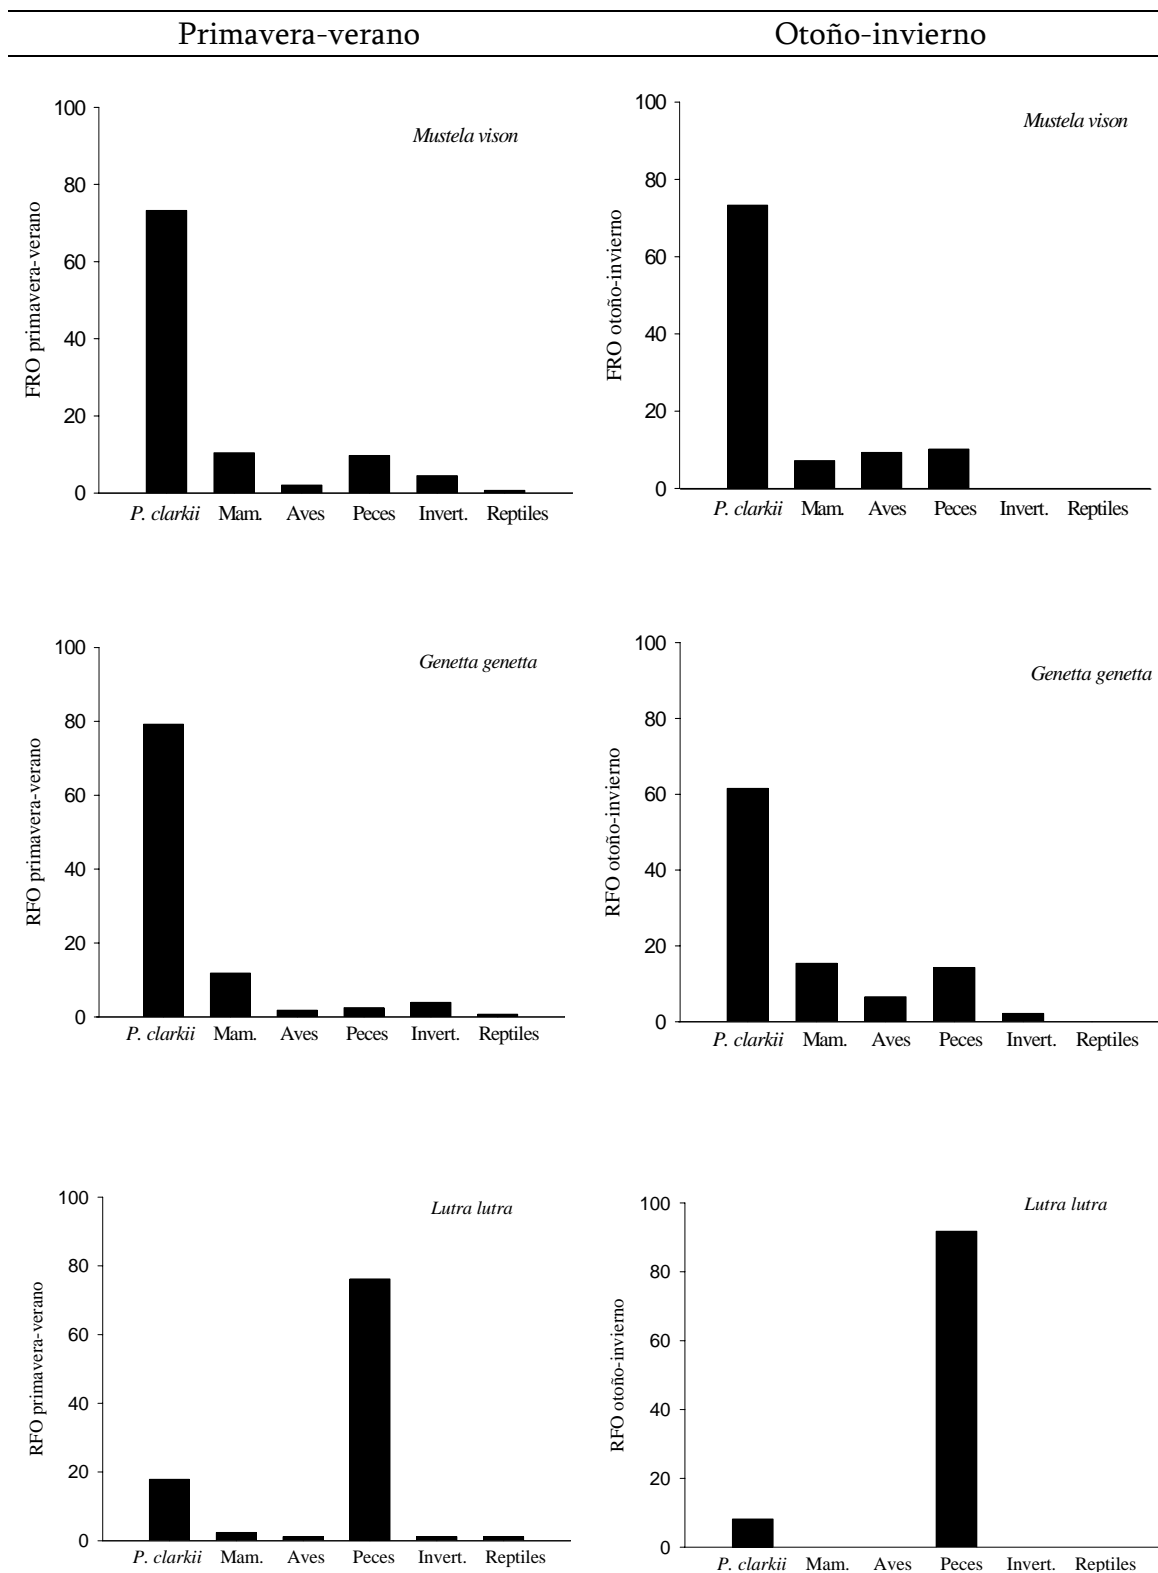 Primavera-verano
Otoño-invierno
Mustela vison
FRO primavera-verano
100
80
60
40
20
0
P. clarkii Mam. Aves Peces Invert. Reptiles
Mustela vison
FRO otoño-invierno
100
80
60
40
20
0
P. clarkii Mam. Aves Peces Invert. Reptiles
Genetta genetta
RFO primavera-verano
100
80
60
40
20
0
P. clarkii Mam. Aves Peces Invert. Reptiles
Genetta genetta
RFO otoño-invierno
100
80
60
40
20
0
P. clarkii Mam. Aves Peces Invert. Reptiles
Lutra lutra
RFO primavera-verano
100
80
60
40
20
0
P. clarkii Mam. Aves Peces Invert. Reptiles
Lutra lutra
RFO otoño-invierno
100
80
60
40
20
0
P. clarkii Mam. Aves Peces Invert. Reptiles